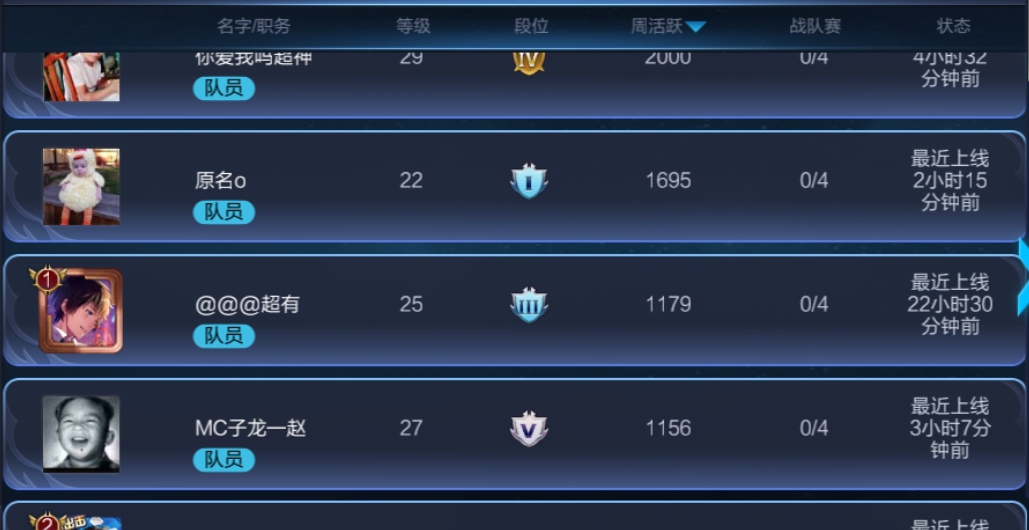 名字/职务 等级 段位 周活跃 战队赛 状态
你爱我吗超神 29 IV 2000 0/4 4小时32
分钟前
队员
最近上线
原名o 22 I 1695 0/4 2小时15
分钟前
队员
1
最近上线
@@@超有 25 III 1179 0/4 22小时30
分钟前
队员
最近上线
MC子龙一赵 27 V 1156 0/4 3小时7分
钟前
队员
2
最近上线